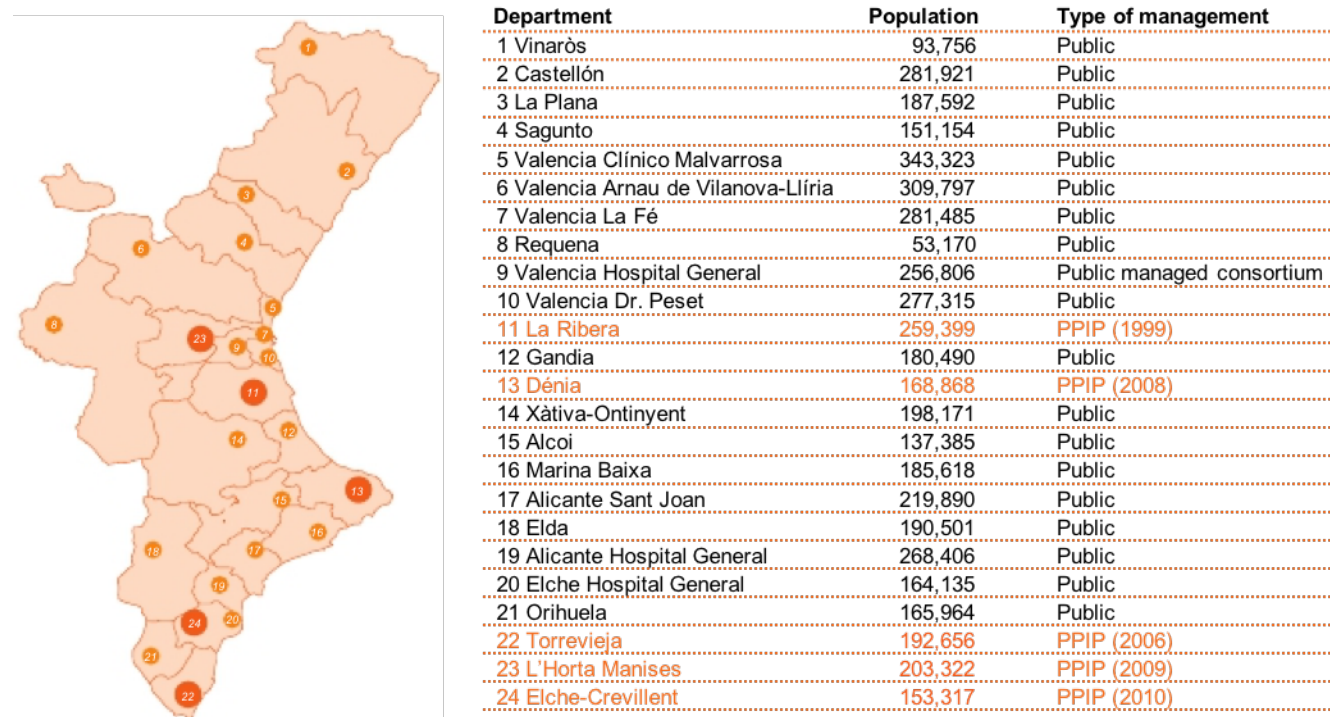 Department Population Type of management
1 Vinaròs 93,756 Public
2 Castellón 281,921 Public
3 La Plana 187,592 Public
4 Sagunto 151,154 Public
5 Valencia Clínico Malvarrosa 343,323 Public
6 Valencia Arnau de Vilanova-Llíria 309,797 Public
7 Valencia La Fé 281,485 Public
8 Requena 53,170 Public
9 Valencia Hospital General 256,806 Public managed consortium
10 Valencia Dr. Peset 277,315 Public
11 La Ribera 259,399 PPIP (1999)
12 Gandia 180,490 Public
13 Dénia 168,868 PPIP (2008)
14 Xàtiva-Ontinyent 198,171 Public
15 Alcoi 137,385 Public
16 Marina Baixa 185,618 Public
17 Alicante Sant Joan 219,890 Public
18 Elda 190,501 Public
19 Alicante Hospital General 268,406 Public
20 Elche Hospital General 164,135 Public
21 Orihuela 165,964 Public
22 Torrevieja 192,656 PPIP (2006)
23 L'Horta Manises 203,322 PPIP (2009)
24 Elche-Crevillent 153,317 PPIP (2010)
1
2
3
4
6
5
8
23
7
9
10
11
12
14
13
15
16
18
17
19
24
20
21
22